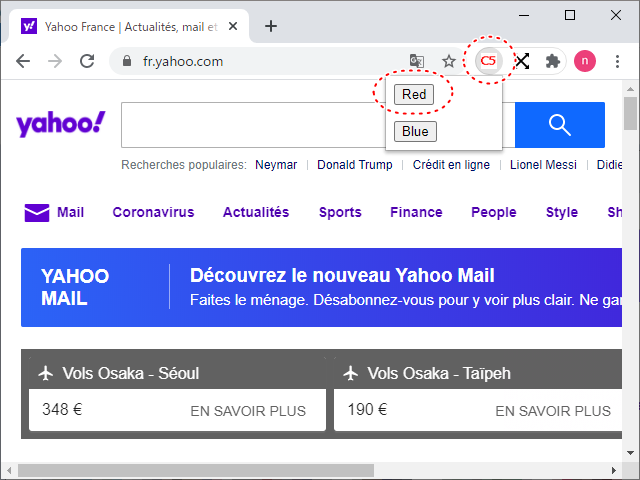 Yahoo France | Actualités, mail et
fr.yahoo.com
C5
n
Red
Blue
yahoo!
Recherches populaires: Neymar Donald Trump Crédit en ligne Lionel Messi Didie
Mail Coronavirus Actualités Sports Finance People Style Sh
YAHOO
MAIL
Découvrez le nouveau Yahoo Mail
Faites le ménage. Désabonnez-vous pour y voir plus clair. Ne gar
Vols Osaka - Séoul
348 € EN SAVOIR PLUS
Vols Osaka - Taïpeh
190 € EN SAVOIR PLUS